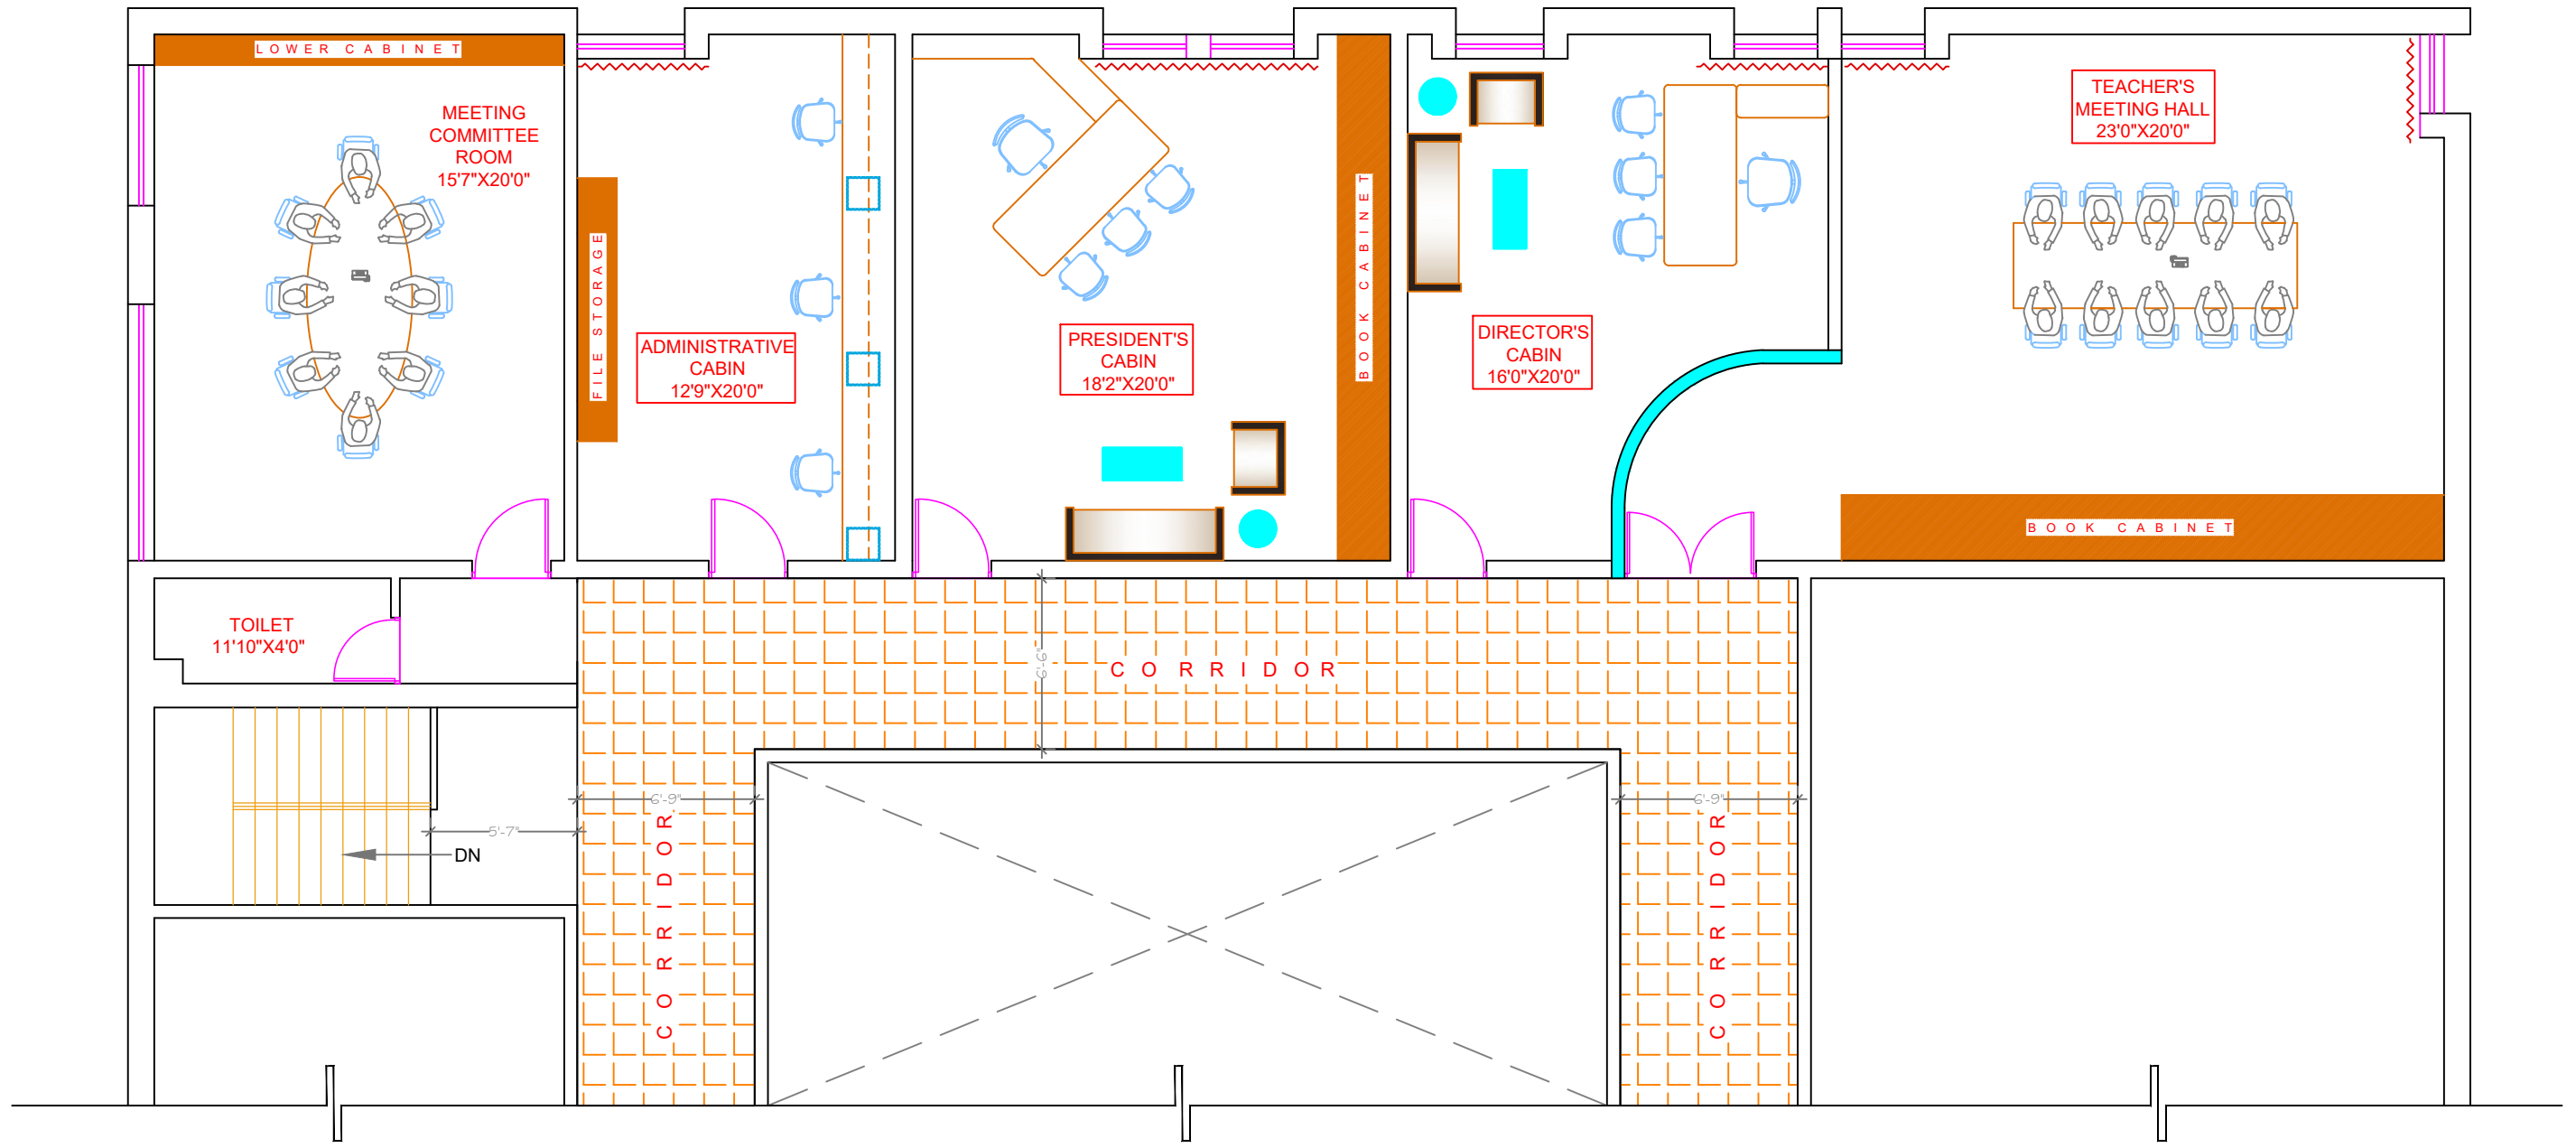 LOWER CABINET
MEETING
COMMITTEE
ROOM
15'7"X20'0"
FILE STORAGE
ADMINISTRATIVE
CABIN
12'9"X20'0"
PRESIDENT'S
CABIN
18'2"X20'0"
BOOK CABINET
DIRECTOR'S
CABIN
16'0"X20'0"
TEACHER'S
MEETING HALL
23'0"X20'0"
BOOK CABINET
TOILET
11'10"X4'0"
6'-6"
CORRIDOR
6'-9"
6'-9"
5'-7"
DN
CORRIDOR
CORRIDOR